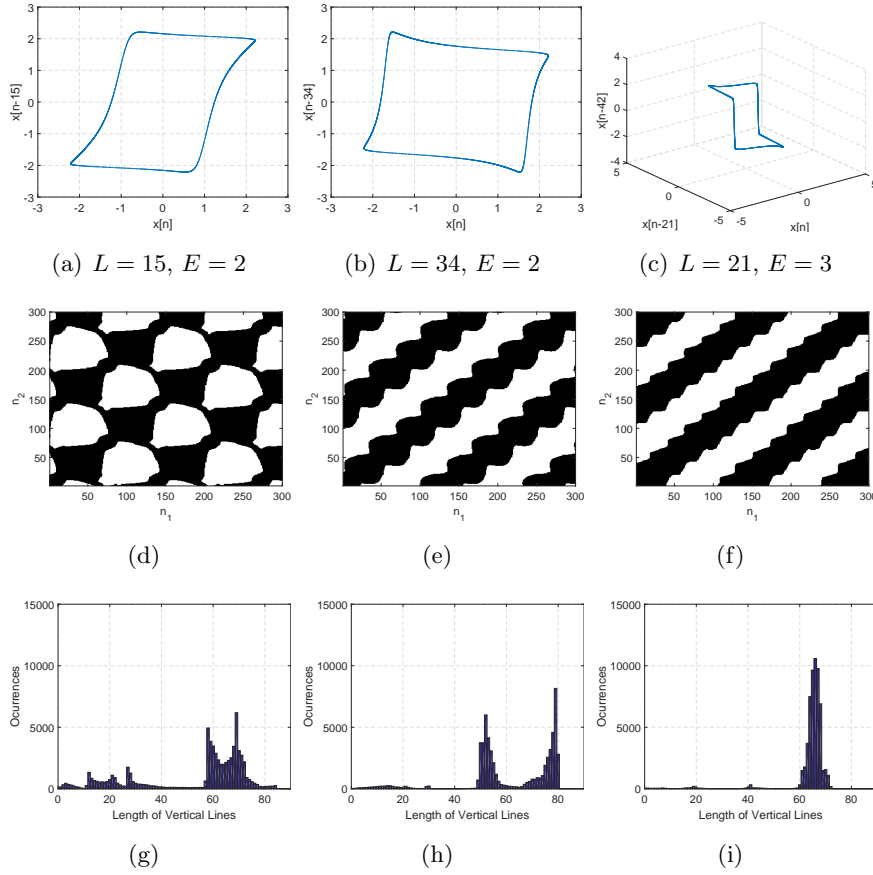 3
2
1
0
-1
-2
-3
-3 -2 -1 0 1 2 3
x[n-15]
x[n]
3
2
1
0
-1
-2
-3
-3 -2 -1 0 1 2 3
x[n-34]
x[n]
4
2
0
-2
-4
5
0
-5
-5
0
5
x[n-42]
x[n-21]
x[n]
(a) L = 15, E = 2
(b) L = 34, E = 2
(c) L = 21, E = 3
300
250
200
150
100
50
50 100 150 200 250 300
n2
n1
300
250
200
150
100
50
50 100 150 200 250 300
n2
n1
300
250
200
150
100
50
50 100 150 200 250 300
n2
n1
(d)
(e)
(f)
15000
10000
5000
0
0 20 40 60 80
Ocurrences
Length of Vertical Lines
15000
10000
5000
0
0 20 40 60 80
Ocurrences
Length of Vertical Lines
15000
10000
5000
0
0 20 40 60 80
Ocurrences
Length of Vertical Lines
(g)
(h)
(i)